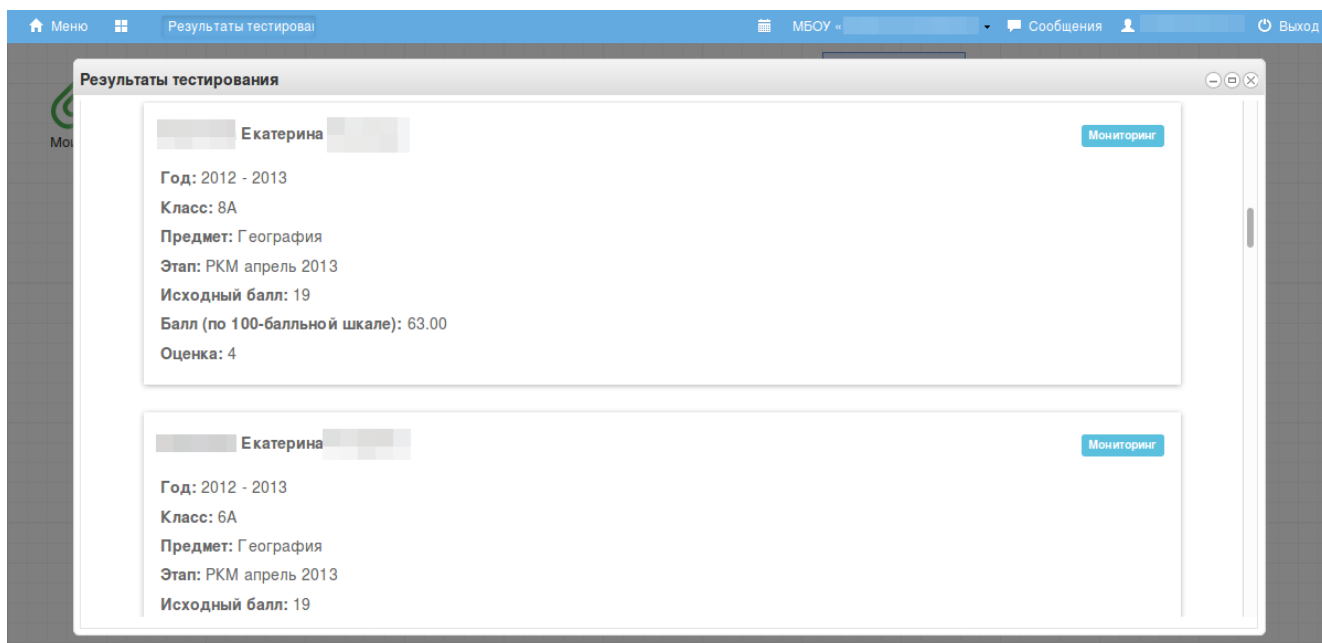 Меню Результаты тестирова МБОУ « Сообщения Выход
Результаты тестирования
Екатерина Мониторинг
Год: 2012 - 2013
Класс: 8А
Предмет: География
Этап: РКМ апрель 2013
Исходный балл: 19
Балл (по 100-балльной шкале): 63.00
Оценка: 4
Екатерина Мониторинг
Год: 2012 - 2013
Класс: 6А
Предмет: География
Этап: РКМ апрель 2013
Исходный балл: 19